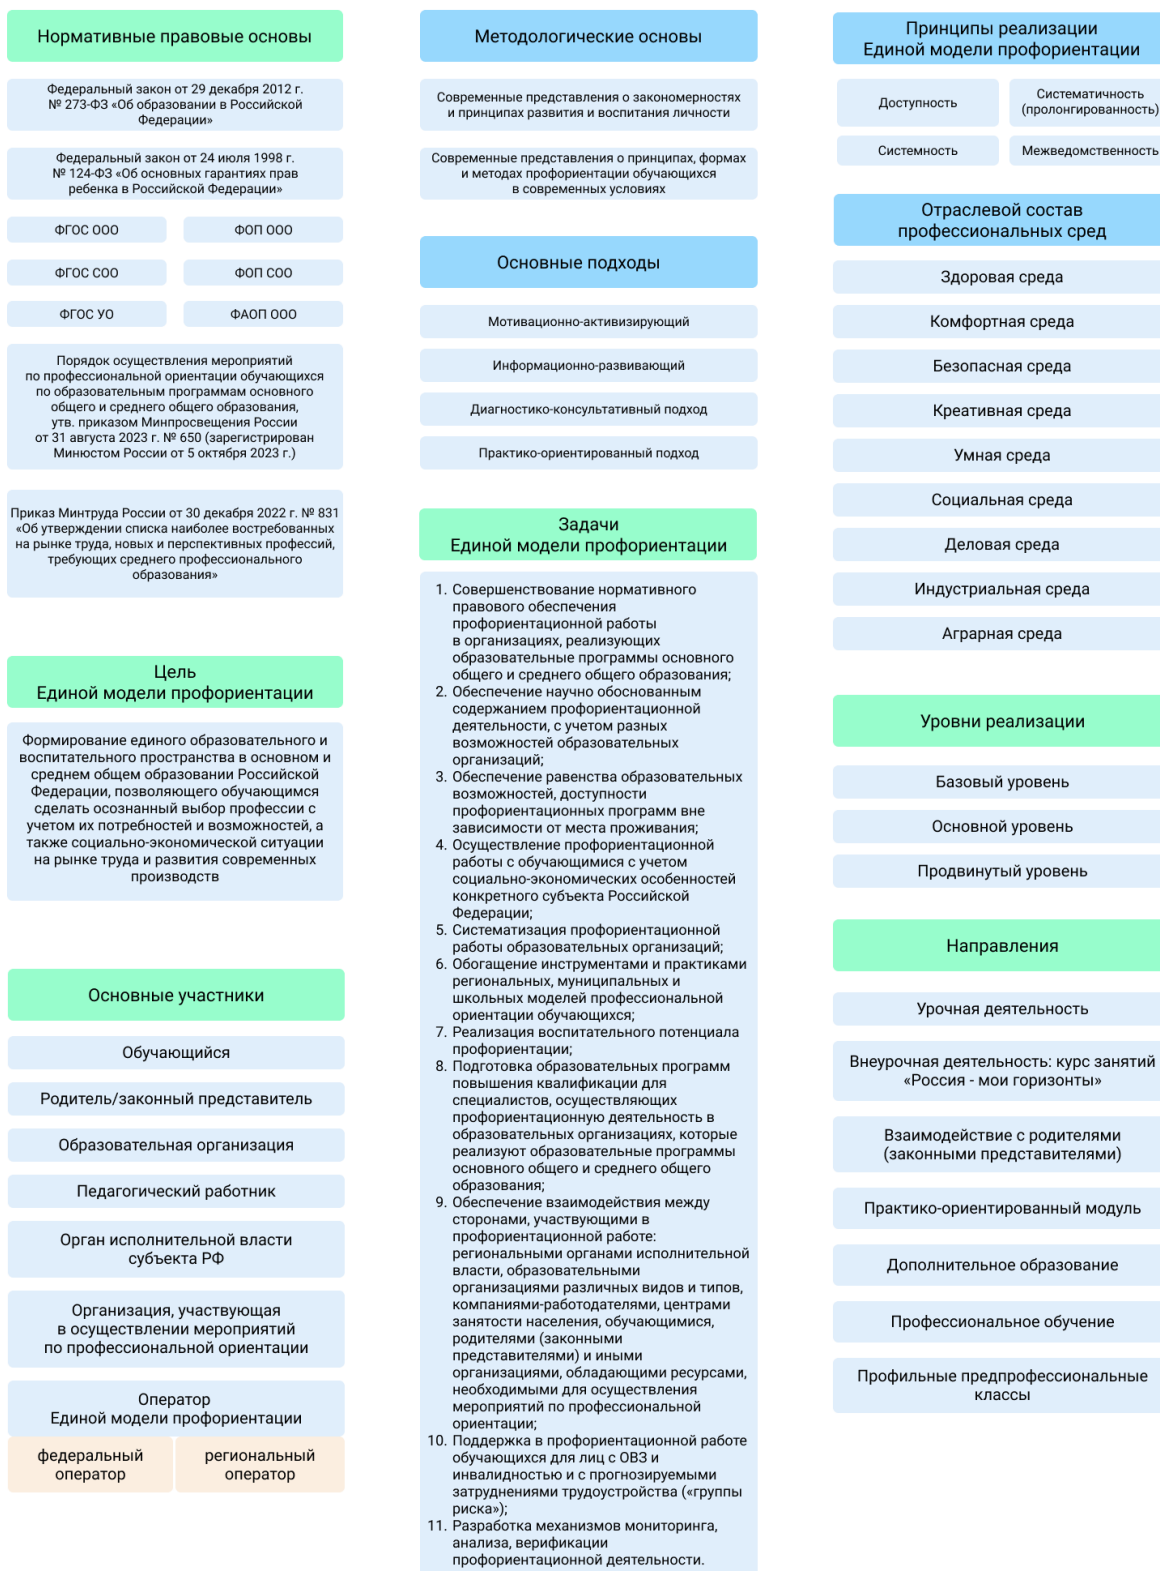 Нормативные правовые основы
Федеральный закон от 29 декабря 2012 г.
№ 273-ФЗ «Об образовании в Российской
Федерации»
Федеральный закон от 24 июля 1998 г.
№ 124-ФЗ «Об основных гарантиях прав
ребенка в Российской Федерации»
ФГОС ООО
ФОП ООО
ФГОС СОО
ФОП СОО
ФГОС УО
ФАОП ООО
Порядок осуществления мероприятий
по профессиональной ориентации обучающихся
по образовательным программам основного
общего и среднего общего образования,
утв. приказом Минпросвещения России
от 31 августа 2023 г. № 650 (зарегистрирован
Минюстом России от 5 октября 2023 г.)
Приказ Минтруда России от 30 декабря 2022 г. № 831
«Об утверждении списка наиболее востребованных
на рынке труда, новых и перспективных профессий,
требующих среднего профессионального
образования»
Цель
Единой модели профориентации
Формирование единого образовательного и
воспитательного пространства в основном и
среднем общем образовании Российской
Федерации, позволяющего обучающимся
сделать осознанный выбор профессии с
учетом их потребностей и возможностей, а
также социально-экономической ситуации
на рынке труда и развития современных
производств
Основные участники
Обучающийся
Родитель/законный представитель
Образовательная организация
Педагогический работник
Орган исполнительной власти
субъекта РФ
Организация, участвующая
в осуществлении мероприятий
по профессиональной ориентации
Оператор
Единой модели профориентации
федеральный
оператор
региональный
оператор
Методологические основы
Современные представления о закономерностях
и принципах развития и воспитания личности
Современные представления о принципах, формах
и методах профориентации обучающихся
в современных условиях
Основные подходы
Мотивационно-активизирующий
Информационно-развивающий
Диагностико-консультативный подход
Практико-ориентированный подход
Задачи
Единой модели профориентации
1. Совершенствование нормативного
правового обеспечения
профориентационной работы
в организациях, реализующих
образовательные программы основного
общего и среднего общего образования;
2. Обеспечение научно обоснованным
содержанием профориентационной
деятельности, с учетом разных
возможностей образовательных
организаций;
3. Обеспечение равенства образовательных
возможностей, доступности
профориентационных программ вне
зависимости от места проживания;
4. Осуществление профориентационной
работы с обучающимися с учетом
социально-экономических особенностей
конкретного субъекта Российской
Федерации;
5. Систематизация профориентационной
работы образовательных организаций;
6. Обогащение инструментами и практиками
региональных, муниципальных и
школьных моделей профессиональной
ориентации обучающихся;
7. Реализация воспитательного потенциала
профориентации;
8. Подготовка образовательных программ
повышения квалификации для
специалистов, осуществляющих
профориентационную деятельность в
образовательных организациях, которые
реализуют образовательные программы
основного общего и среднего общего
образования;
9. Обеспечение взаимодействия между
сторонами, участвующими в
профориентационной работе:
региональными органами исполнительной
власти, образовательными
организациями различных видов и типов,
компаниями-работодателями, центрами
занятости населения, обучающимися,
родителями (законными
представителями) и иными
организациями, обладающими ресурсами,
необходимыми для осуществления
мероприятий по профессиональной
ориентации;
10. Поддержка в профориентационной работе
обучающихся для лиц с ОВЗ и
инвалидностью и с прогнозируемыми
затруднениями трудоустройства («группы
риска»);
11. Разработка механизмов мониторинга,
анализа, верификации
профориентационной деятельности.
Принципы реализации
Единой модели профориентации
Доступность
Систематичность
(пролонгированность)
Системность
Межведомственность
Отраслевой состав
профессиональных сред
Здоровая среда
Комфортная среда
Безопасная среда
Креативная среда
Умная среда
Социальная среда
Деловая среда
Индустриальная среда
Аграрная среда
Уровни реализации
Базовый уровень
Основной уровень
Продвинутый уровень
Направления
Урочная деятельность
Внеурочная деятельность: курс занятий
«Россия - мои горизонты»
Взаимодействие с родителями
(законными представителями)
Практико-ориентированный модуль
Дополнительное образование
Профессиональное обучение
Профильные предпрофессиональные
классы